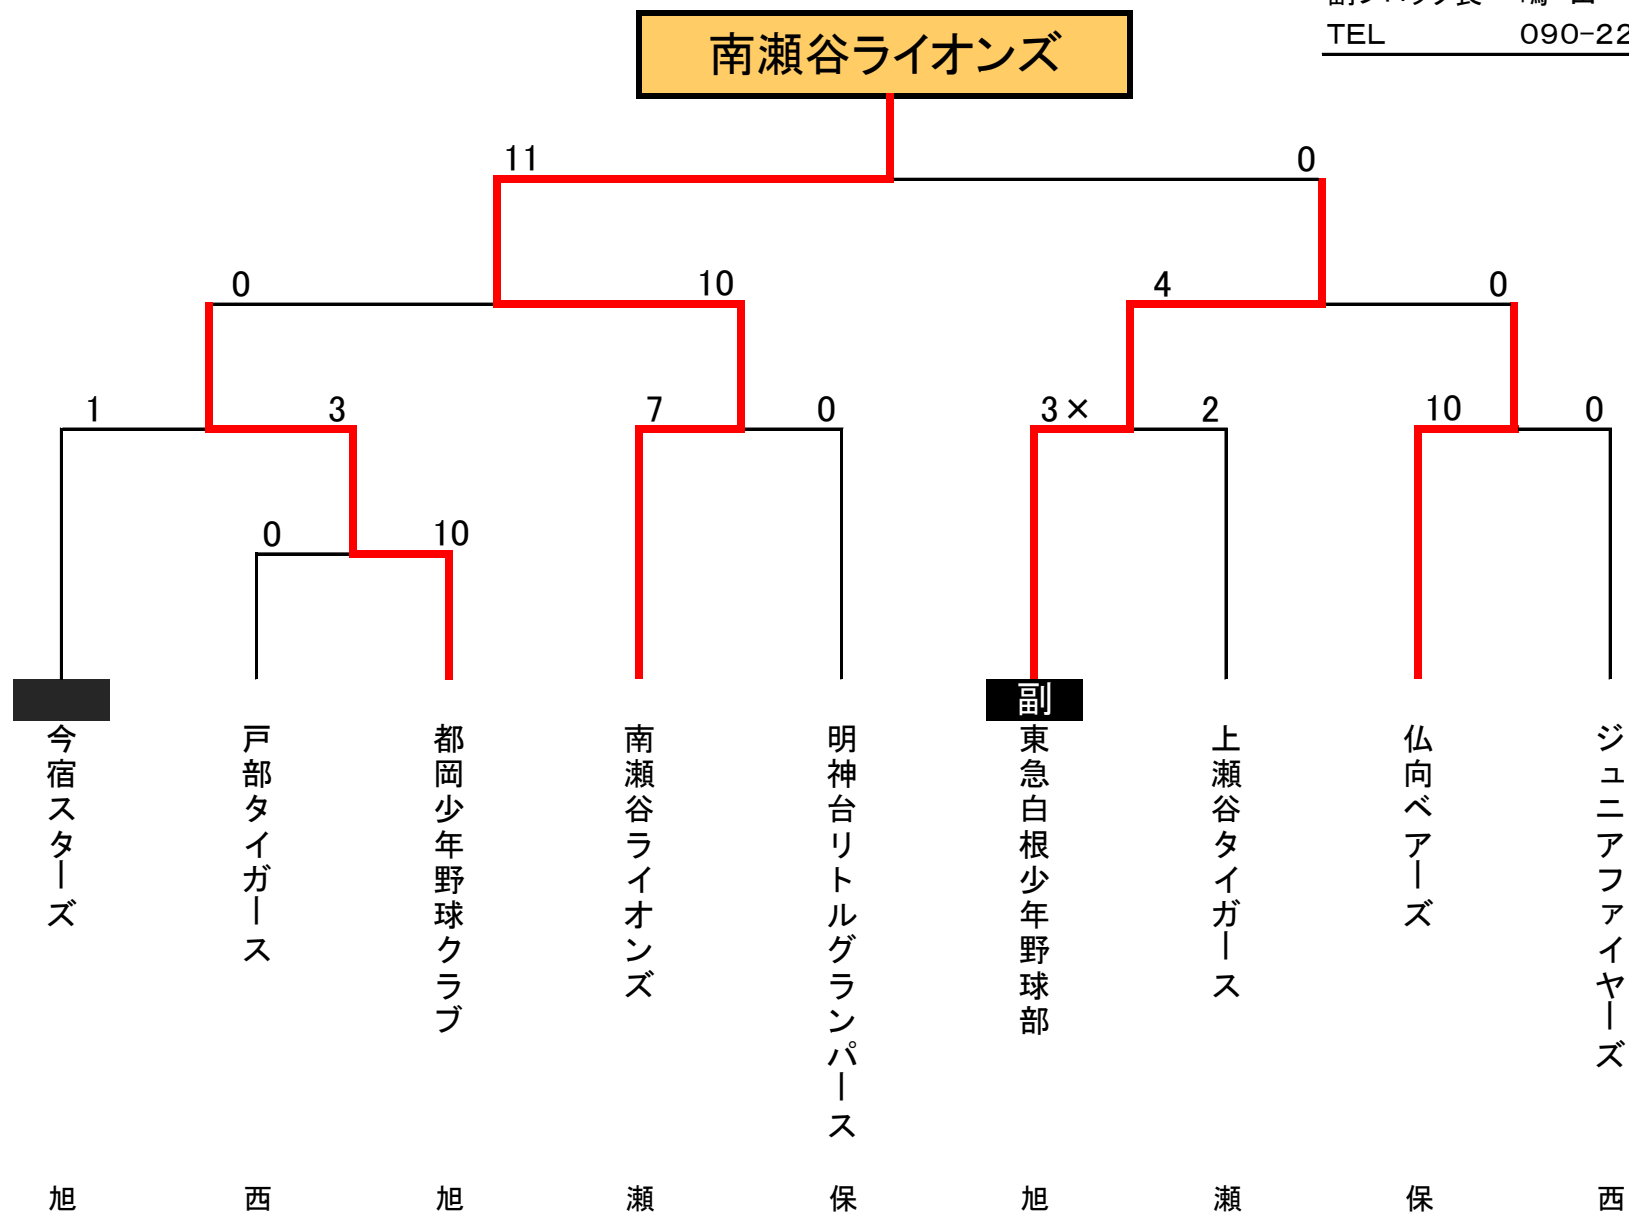 TEL 090-22
南瀬谷ライオンズ
11 0
0 10 4 0
1 3 7 0 3× 2 10 0
0 10
副
今宿スターズ
戸部タイガース
都岡少年野球クラブ
南瀬谷ライオンズ
明神台リトルグランパース
東急白根少年野球部
上瀬谷タイガース
仏向ベアーズ
ジュニアファイヤーズ
旭 西 旭 瀬 保 旭 瀬 保 西